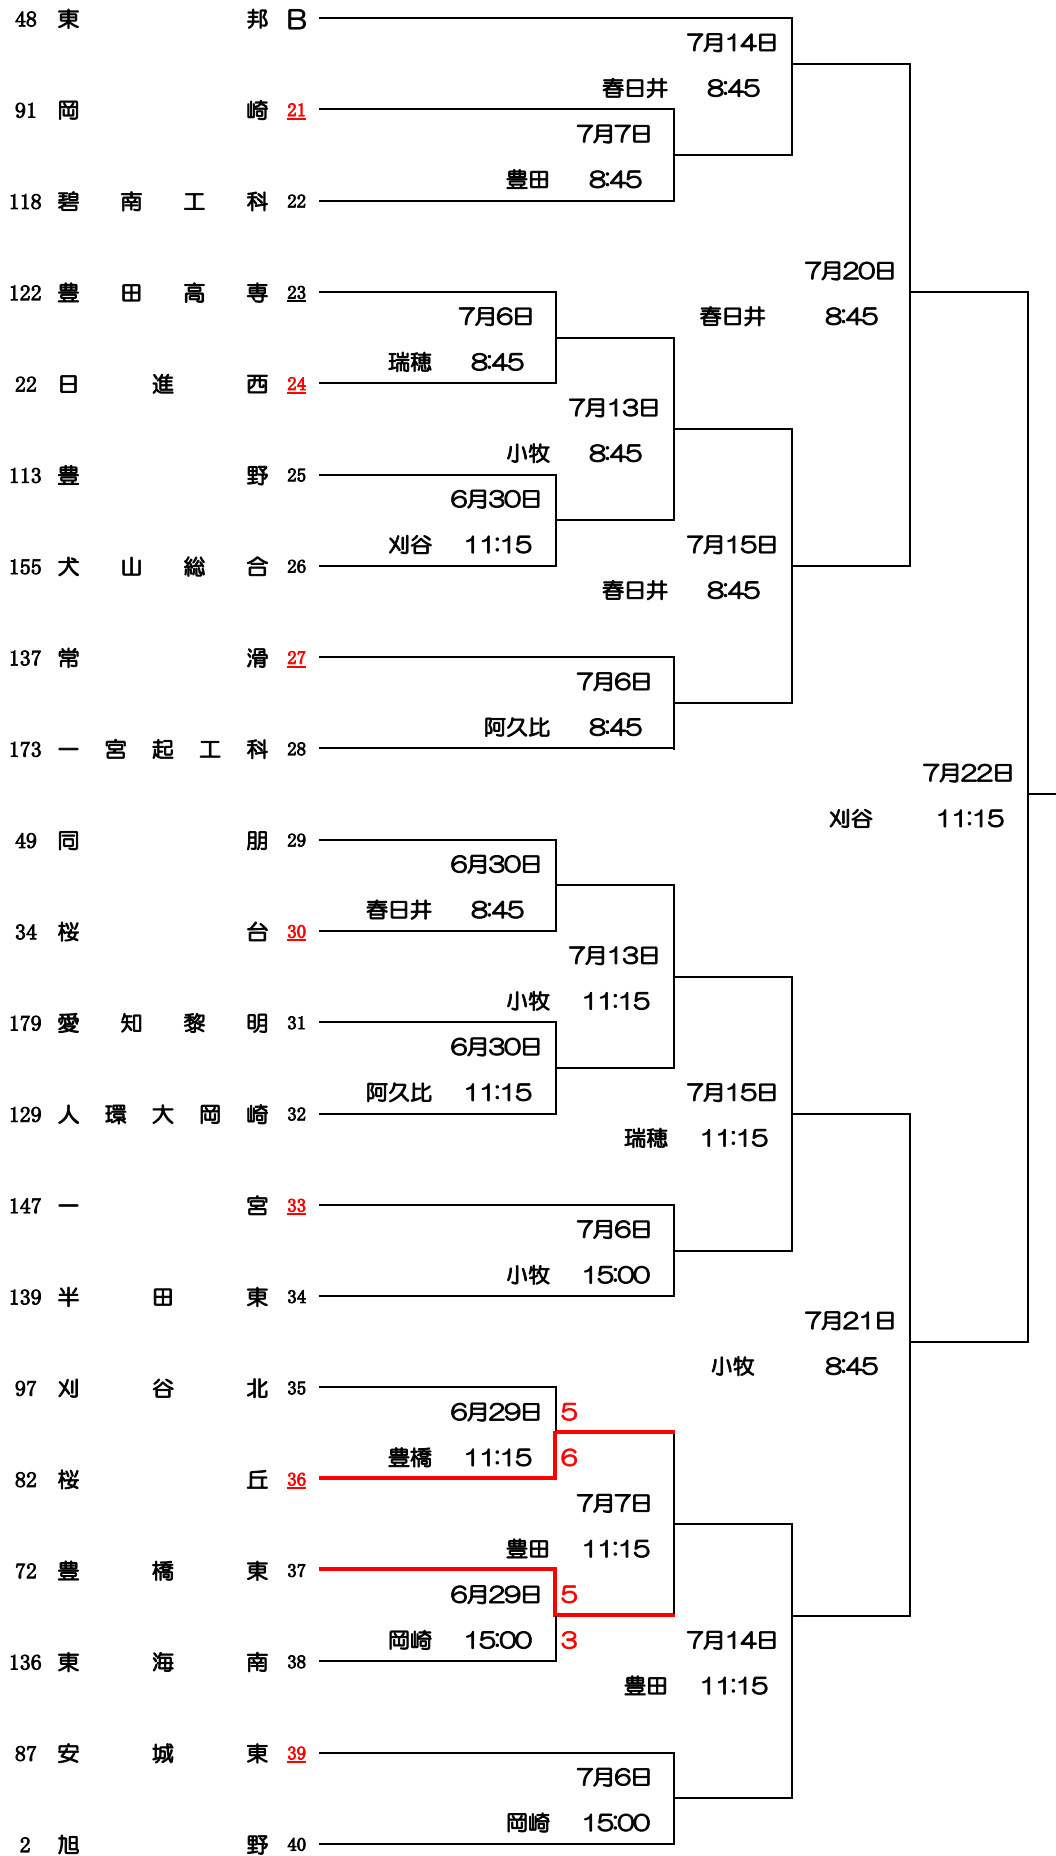 48 東邦 B
7月14日
春日井 8:45
91 岡崎 21
7月7日
豊田 8:45
118 碧南工科 22
7月20日
春日井 8:45
122 豊田高専 23
7月6日
瑞穂 8:45
22 日進西 24
7月13日
小牧 8:45
113 豊野 25
6月30日
刈谷 11:15
155 犬山総合 26
7月15日
春日井 8:45
137 常滑 27
7月6日
阿久比 8:45
173 一宮起工科 28
7月22日
刈谷 11:15
49 同朋 29
6月30日
春日井 8:45
34 桜台 30
7月13日
小牧 11:15
179 愛知黎明 31
6月30日
阿久比 11:15
129 人環大岡崎 32
7月15日
瑞穂 11:15
147 一宮 33
7月6日
小牧 15:00
139 半田東 34
7月21日
小牧 8:45
97 刈谷北 35
6月29日 5
豊橋 11:15 6
82 桜丘 36
7月7日
豊田 11:15
72 豊橋東 37
6月29日 5
岡崎 15:00 3
136 東海南 38
7月14日
豊田 11:15
87 安城東 39
7月6日
岡崎 15:00
2 旭野 40